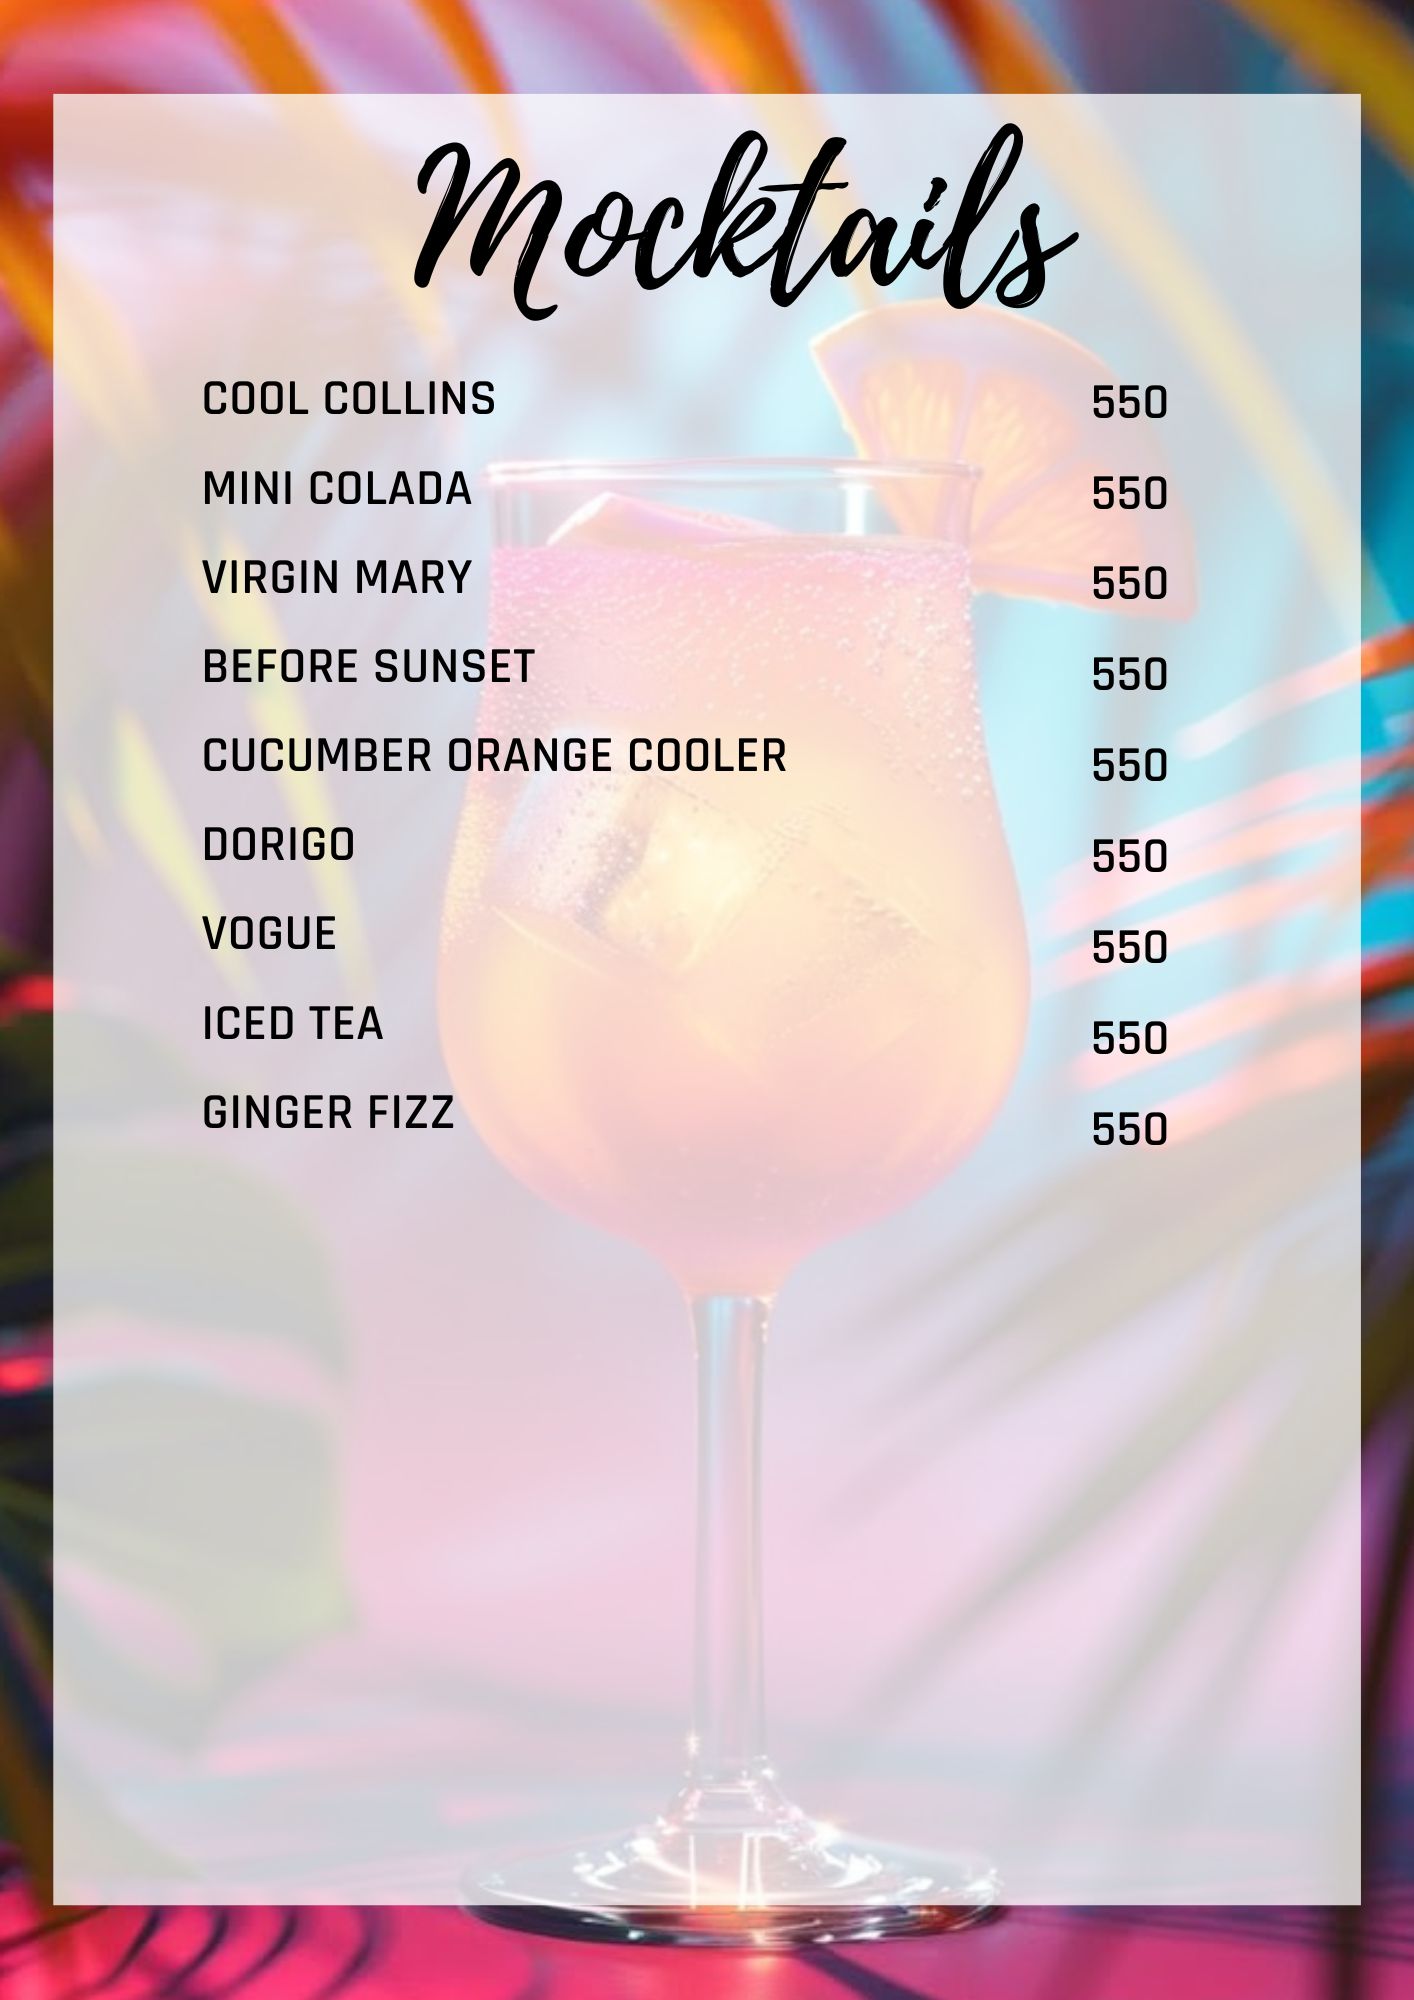 Mocktails
COOL COLLINS 550
MINI COLADA 550
VIRGIN MARY 550
BEFORE SUNSET 550
CUCUMBER ORANGE COOLER 550
DORIGO 550
VOGUE 550
ICED TEA 550
GINGER FIZZ 550